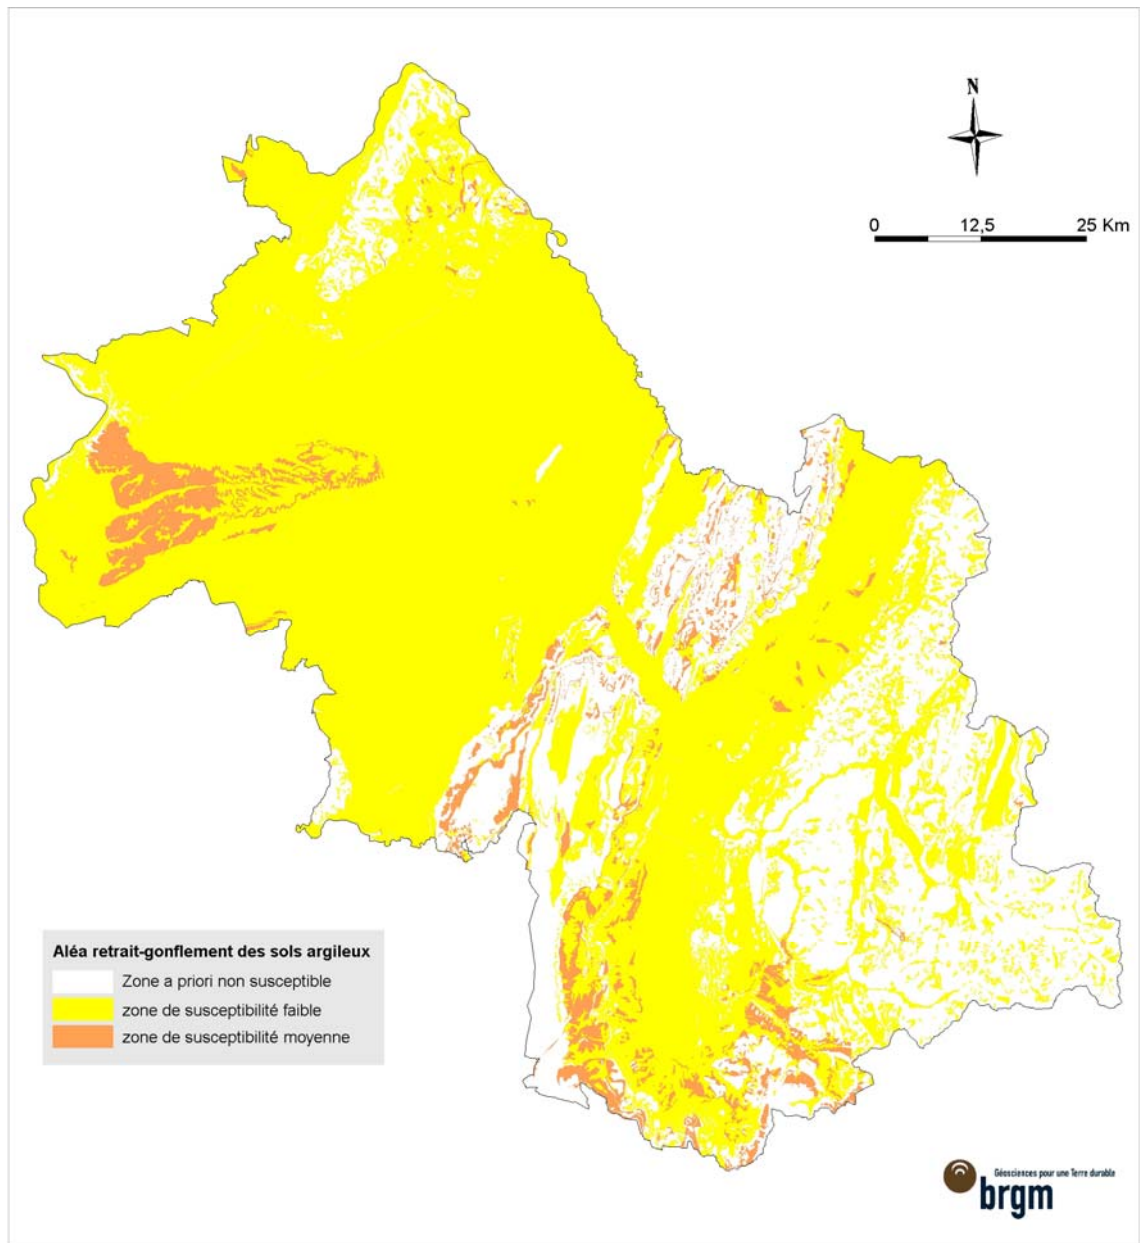 N
0 12,5 25 Km
Aléa retrait-gonflement des sols argileux
Zone a priori non susceptible
zone de susceptibilité faible
zone de susceptibilité moyenne
Géosciences pour une Terre durable
brgm